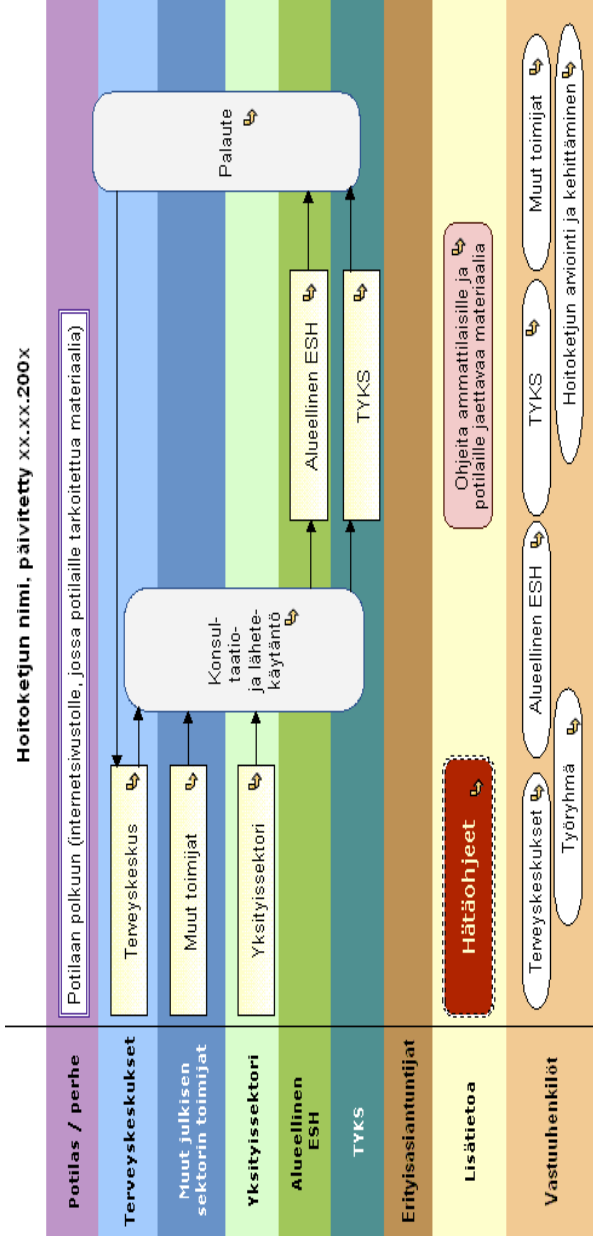 Hoitoketjun nimi, päivitetty xx.xx.200x
Potilas / perhe
Potilaan polkuun (internetsivustolle, jossa potilaille tarkoitettua materiaalia)
Terveyskeskukset
Terveyskeskus
Muut julkisen
sektorin toimijat
Muut toimijat
Yksityissektori
Yksityissektori
Konsul-
taatio-
ja lähete-
käytäntö
Palaute
Alueellinen
ESH
Alueellinen ESH
TYKS
TYKS
Erityisasiantuntijat
Lisätietoa
Hätäohjeet
Ohjeita ammattilaisille ja
potilaille jaettavaa materiaalia
Vastuuhenkilöt
Terveyskeskukset
Alueellinen ESH
TYKS
Muut toimijat
Työryhmä
Hoitoketjun arviointi ja kehittäminen